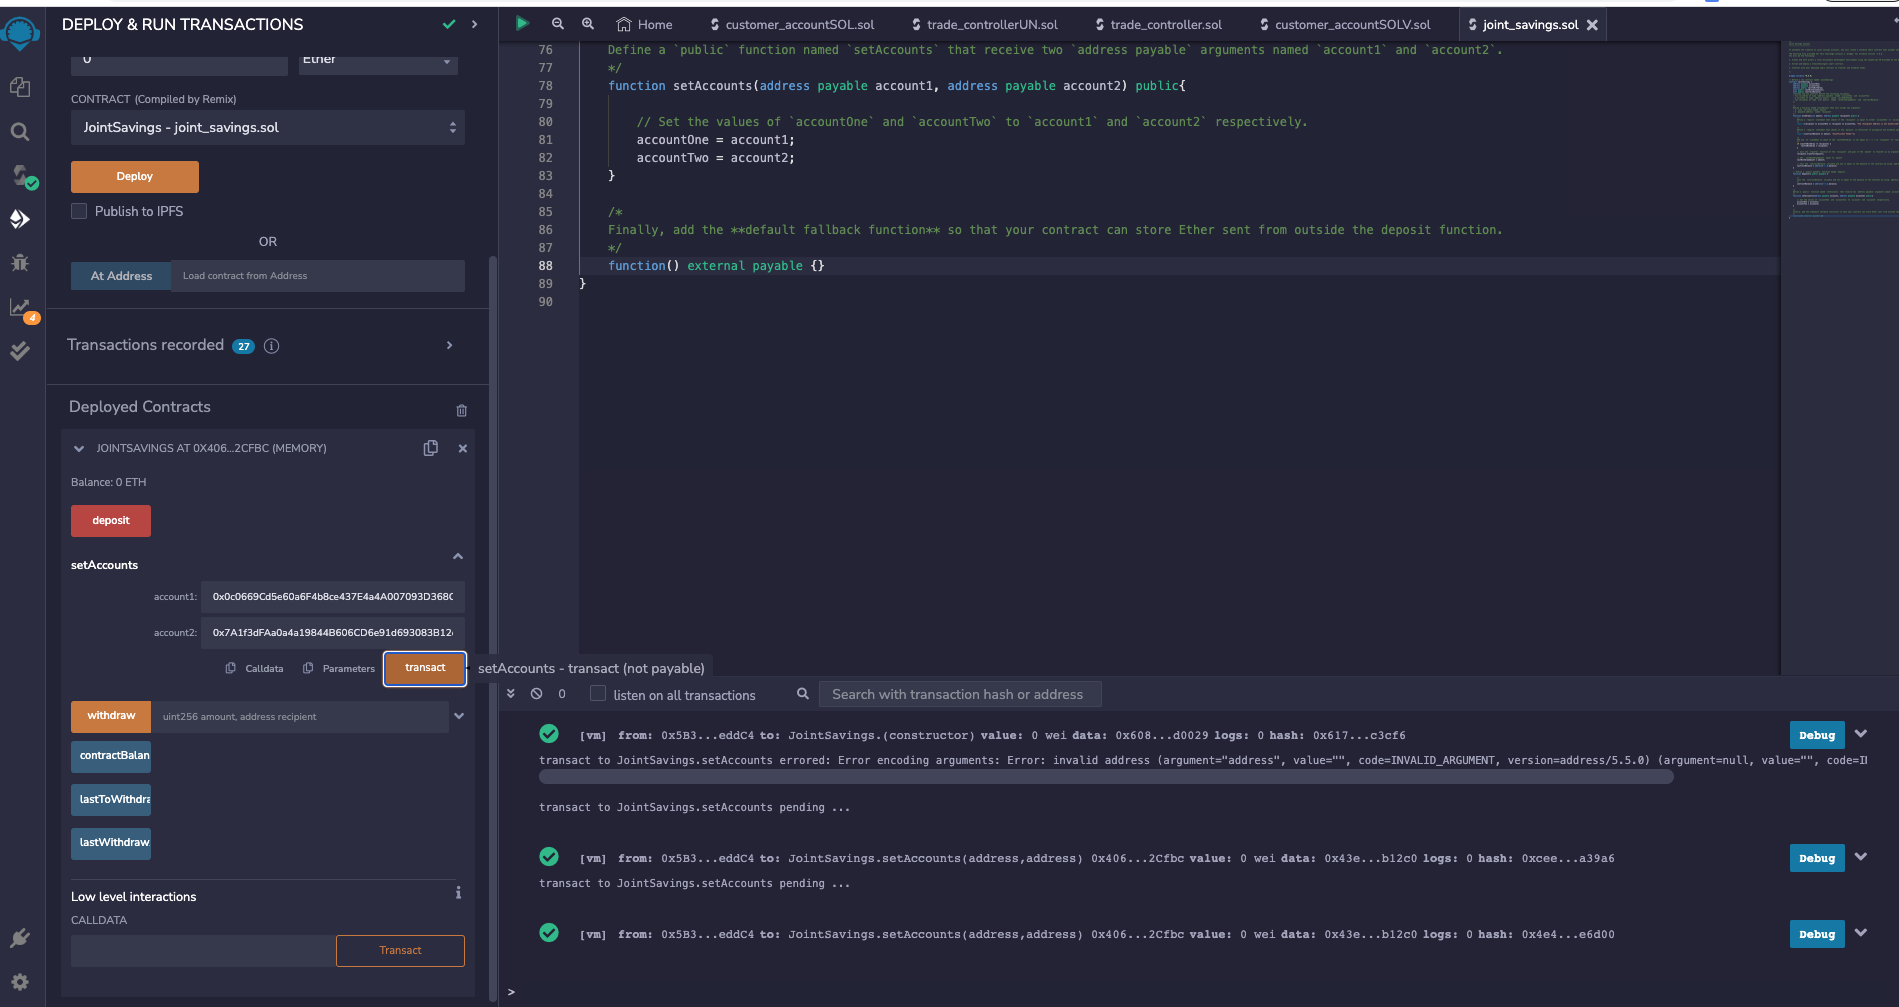 DEPLOY & RUN TRANSACTIONS
0
Ether
CONTRACT (Compiled by Remix)
JointSavings - joint_savings.sol
Deploy
Publish to IPFS
OR
At Address
Load contract from Address
Transactions recorded 27
Deployed Contracts
JOINTSAVINGS AT 0X406...2CFBC (MEMORY)
Balance: 0 ETH
deposit
setAccounts
account1: 0x0c0669Cd5e60a6F4b8ce437E4a4A007093D368C
account2: 0x7A1f3dFAa0a4a19844B606CD6e91d693083B12
Calldata
Parameters
transact
setAccounts - transact (not payable)
withdraw
uint256 amount, address recipient
contractBalan
lastToWithdra
lastWithdraw
Low level interactions
CALLDATA
Transact
4
Home
customer_accountSOL.sol
trade_controllerUN.sol
trade_controller.sol
customer_accountSOLV.sol
joint_savings.sol
76 Define a `public` function named `setAccounts` that receive two `address payable` arguments named `account1` and `account2`.
77 */
78 function setAccounts(address payable account1, address payable account2) public{
79
80 // Set the values of `accountOne` and `accountTwo` to `account1` and `account2` respectively.
81 accountOne = account1;
82 accountTwo = account2;
83 }
84
85 /*
86 Finally, add the **default fallback function** so that your contract can store Ether sent from outside the deposit function.
87 */
88 function() external payable {}
89 }
90
0
listen on all transactions
Search with transaction hash or address
[vm] from: 0x5B3...eddC4 to: JointSavings.(constructor) value: 0 wei data: 0x608...d0029 logs: 0 hash: 0x617...c3cf6
Debug
transact to JointSavings.setAccounts errored: Error encoding arguments: Error: invalid address (argument="address", value="", code=INVALID_ARGUMENT, version=address/5.5.0) (argument=null, value="", code=I
transact to JointSavings.setAccounts pending ...
[vm] from: 0x5B3...eddC4 to: JointSavings.setAccounts(address,address) 0x406...2Cfbc value: 0 wei data: 0x43e...b12c0 logs: 0 hash: 0xcee...a39a6
Debug
transact to JointSavings.setAccounts pending ...
[vm] from: 0x5B3...eddC4 to: JointSavings.setAccounts(address,address) 0x406...2Cfbc value: 0 wei data: 0x43e...b12c0 logs: 0 hash: 0x4e4...e6d00
Debug
>